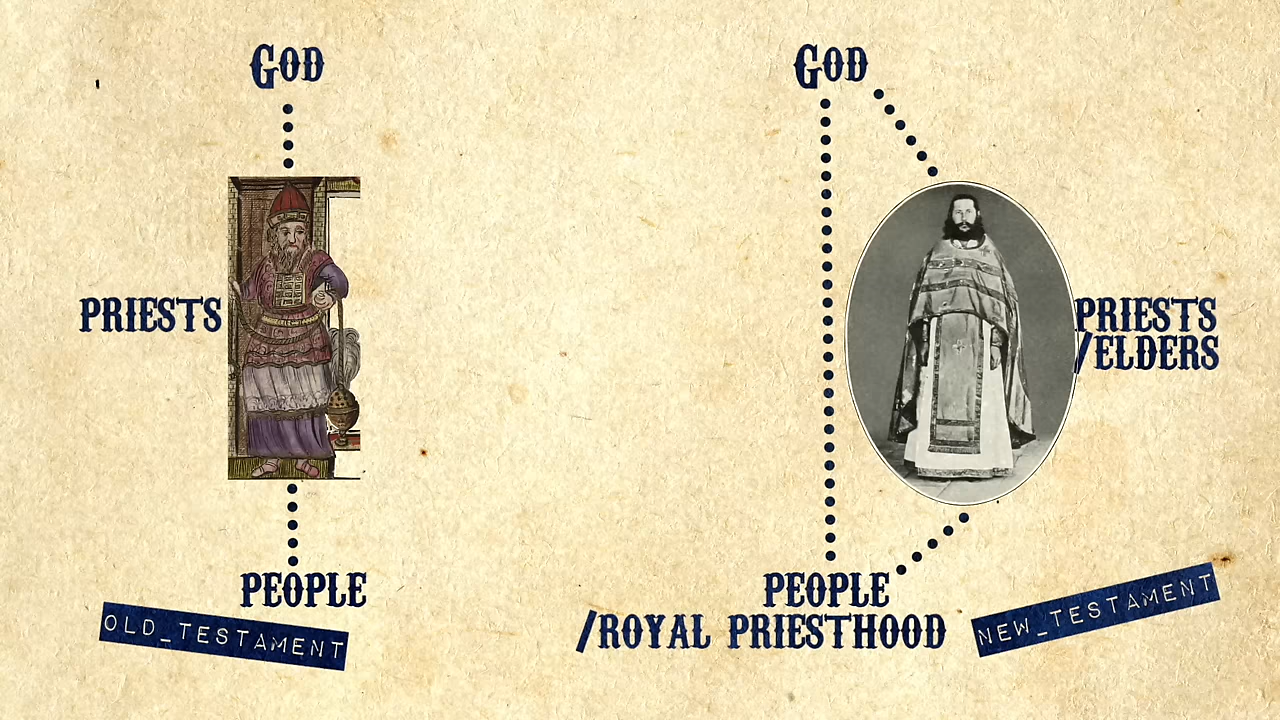 GOD
PRIESTS
PEOPLE
OLD_TESTAMENT
GOD
PRIESTS
/ELDERS
PEOPLE
/ROYAL PRIESTHOOD
NEW_TESTAMENT